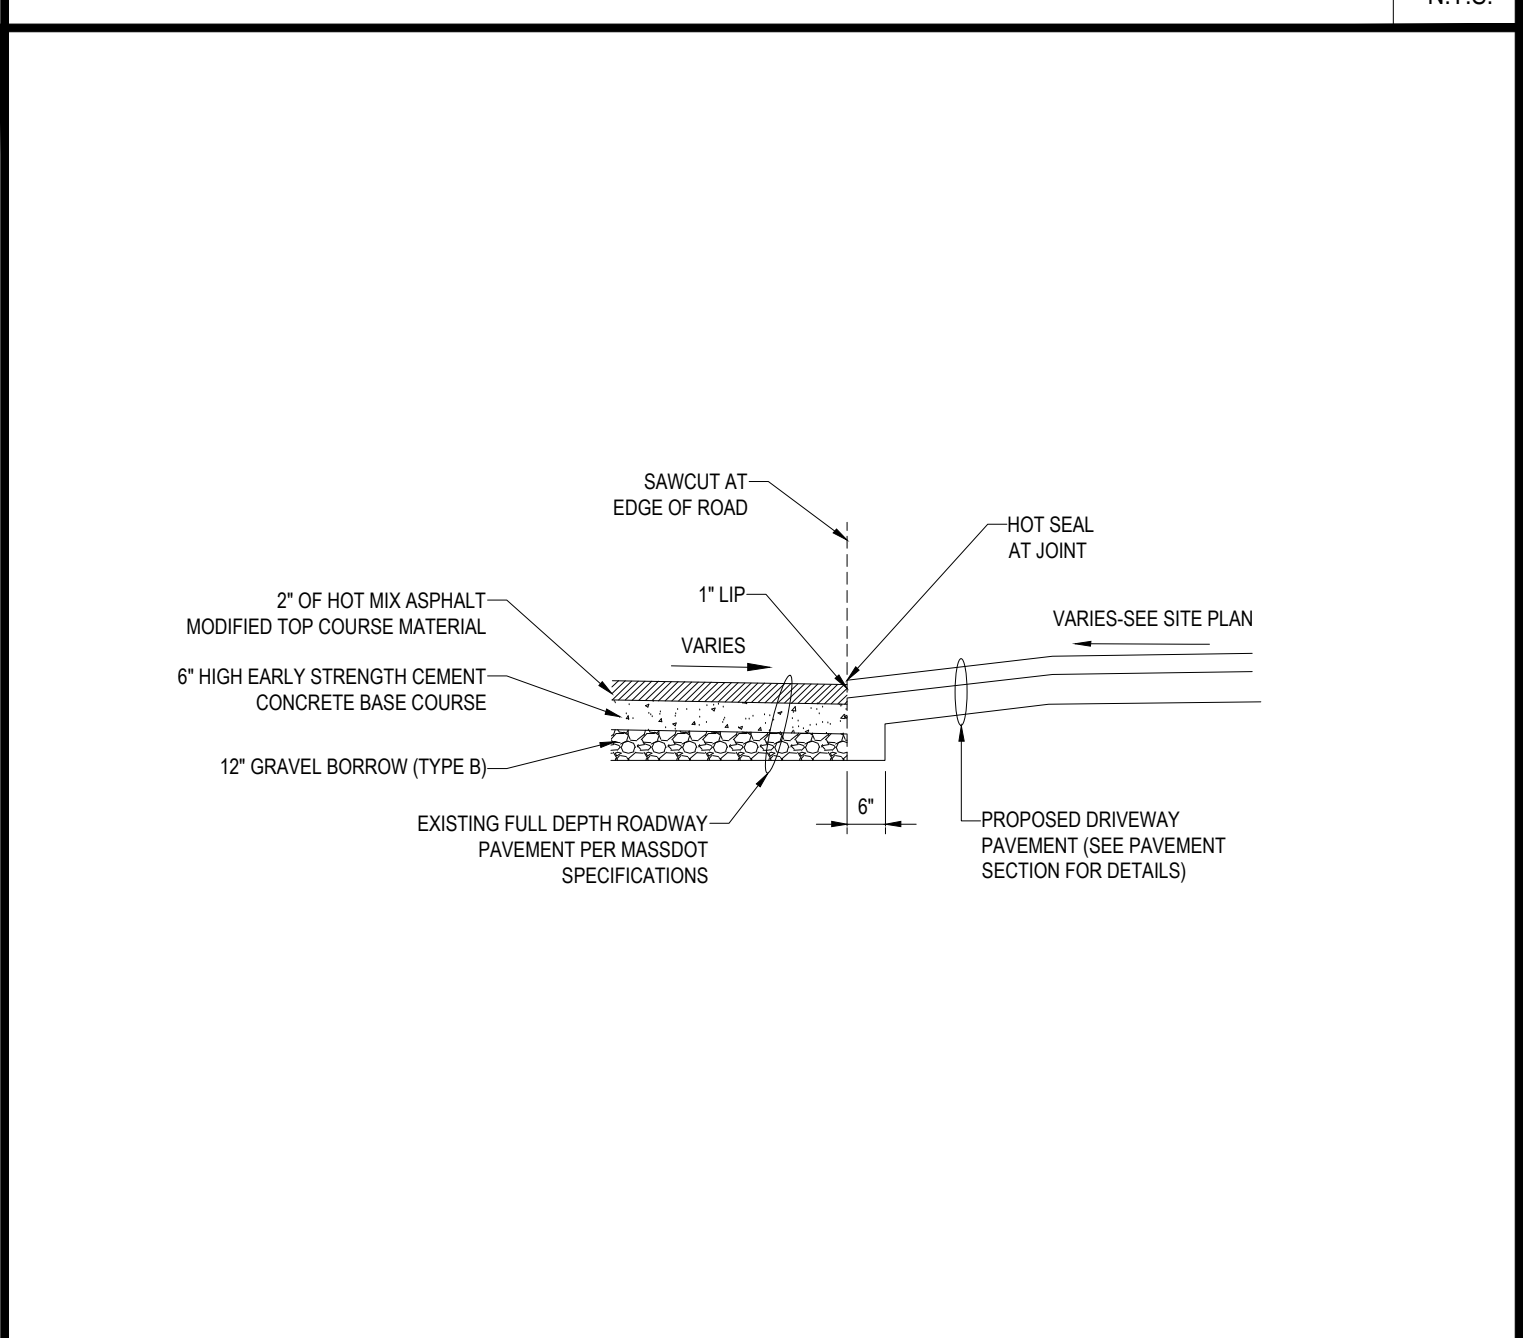 SAWCUT AT
EDGE OF ROAD
HOT SEAL
AT JOINT
1" LIP
2" OF HOT MIX ASPHALT
MODIFIED TOP COURSE MATERIAL
VARIES
VARIES-SEE SITE PLAN
6" HIGH EARLY STRENGTH CEMENT
CONCRETE BASE COURSE
12" GRAVEL BORROW (TYPE B)
6"
EXISTING FULL DEPTH ROADWAY
PAVEMENT PER MASSDOT
SPECIFICATIONS
PROPOSED DRIVEWAY
PAVEMENT (SEE PAVEMENT
SECTION FOR DETAILS)